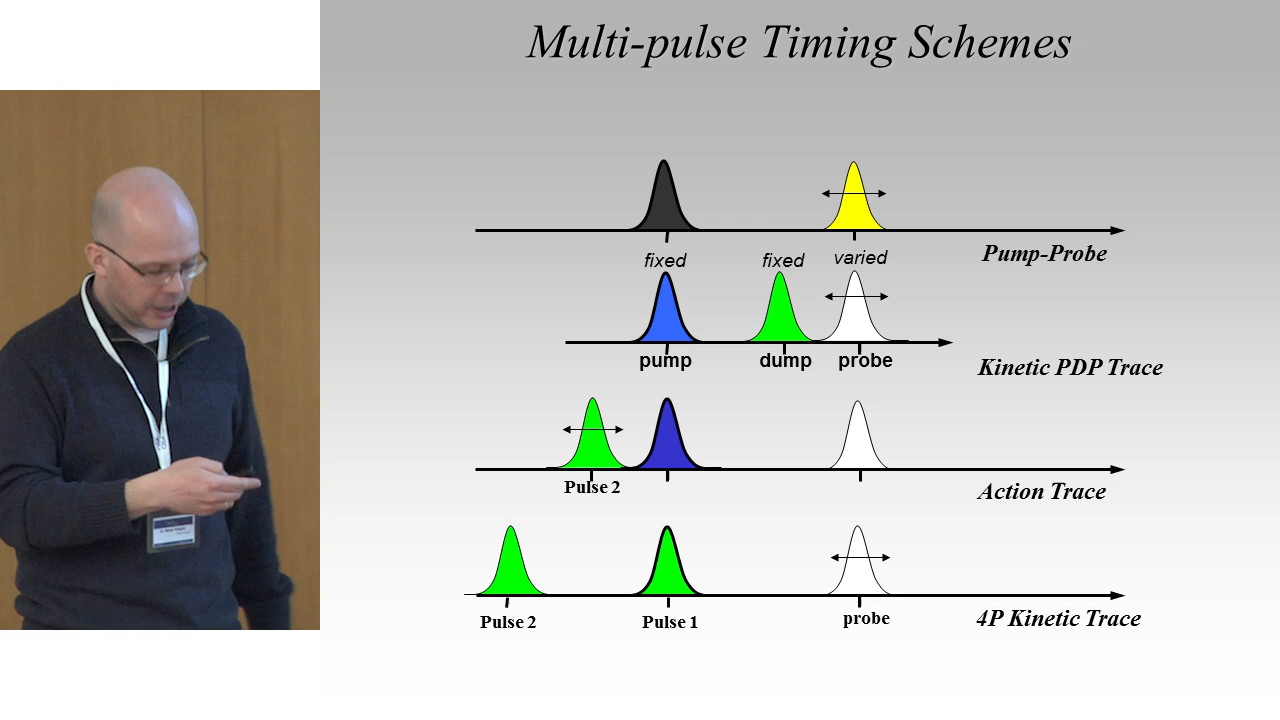 Multi-pulse Timing Schemes
Pump-Probe
fixed
fixed
varied
pump
dump
probe
Kinetic PDP Trace
Pulse 2
Action Trace
Pulse 2
Pulse 1
probe
4P Kinetic Trace